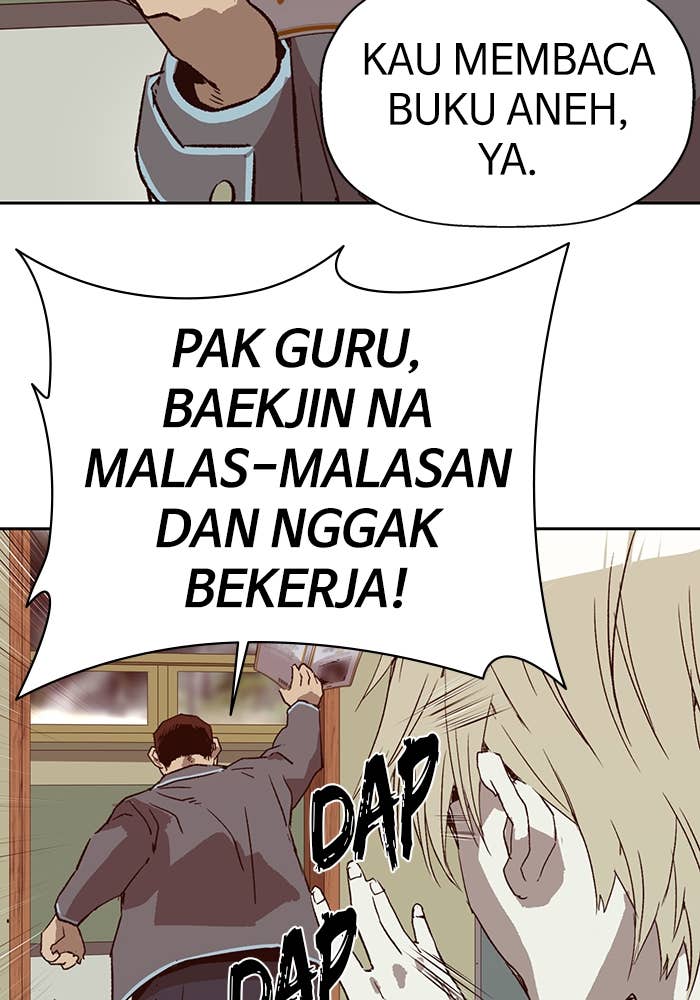 KAU MEMBACA
BUKU ANEH,
YA.
PAK GURU,
BAEKJIN NA
MALAS-MALASAN
DAN NGGAK
BEKERJA!
DAP
DAP